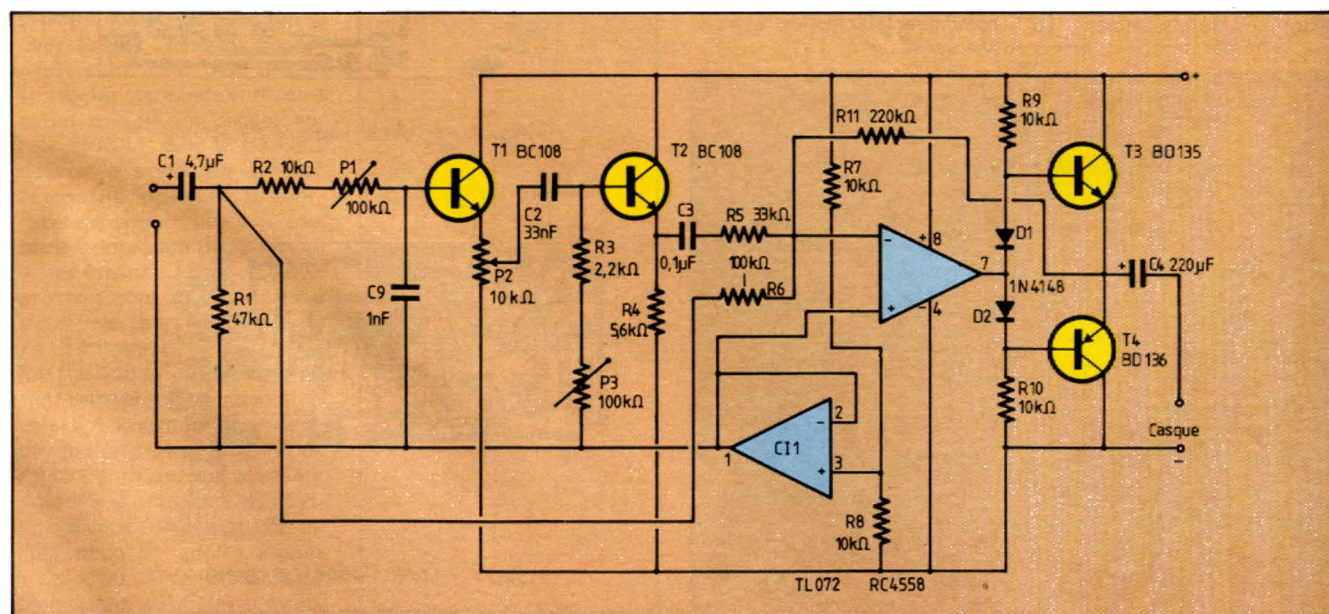 C1 4,7µF
+
R2 10kΩ
P1
100kΩ
R1
47kΩ
C9
1nF
T1 BC108
P2
10kΩ
C2
33nF
R3
2,2kΩ
P3
100kΩ
T2 BC108
C3
0,1µF
R4
5,6kΩ
R5 33kΩ
100kΩ
R6
R11 220kΩ
R7
10kΩ
-
+
+ 8
- 4
7
CI1
1
- 2
+ 3
R8
10kΩ
TL072 RC4558
R9
10kΩ
D1
1N4148
D2
R10
10kΩ
T3 BD135
T4
BD136
+ C4 220µF
+
Casque
-